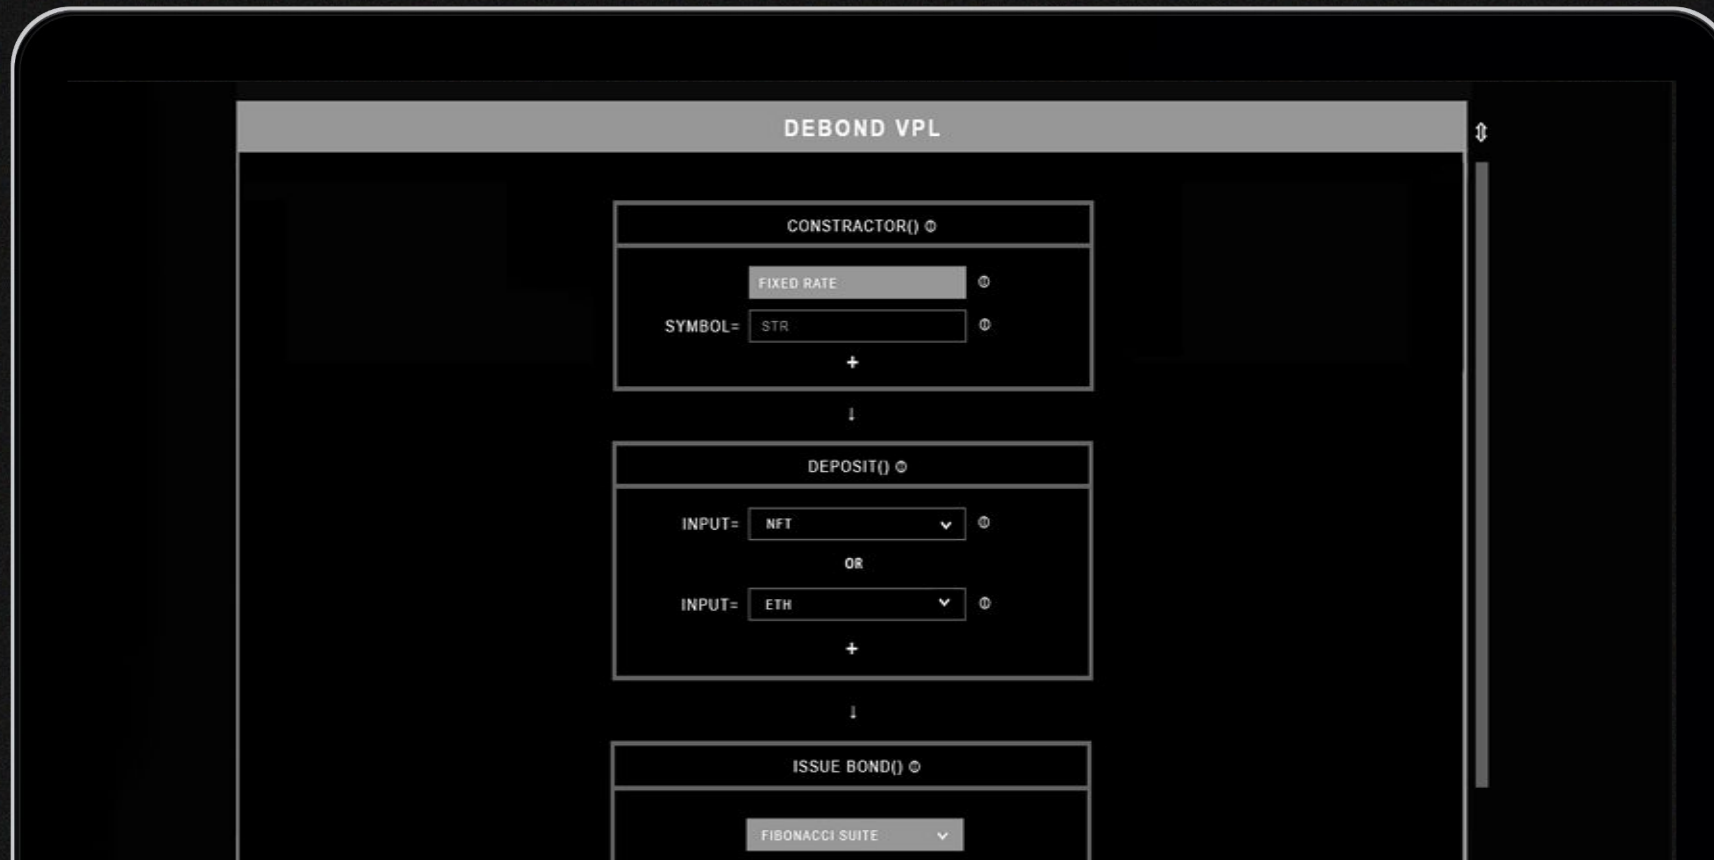 DEBOND VPL
CONSTRACTOR()
FIXED RATE
SYMBOL= STR
+
DEPOSIT()
INPUT= NFT
OR
INPUT= ETH
+
ISSUE BOND()
FIBONACCI SUITE